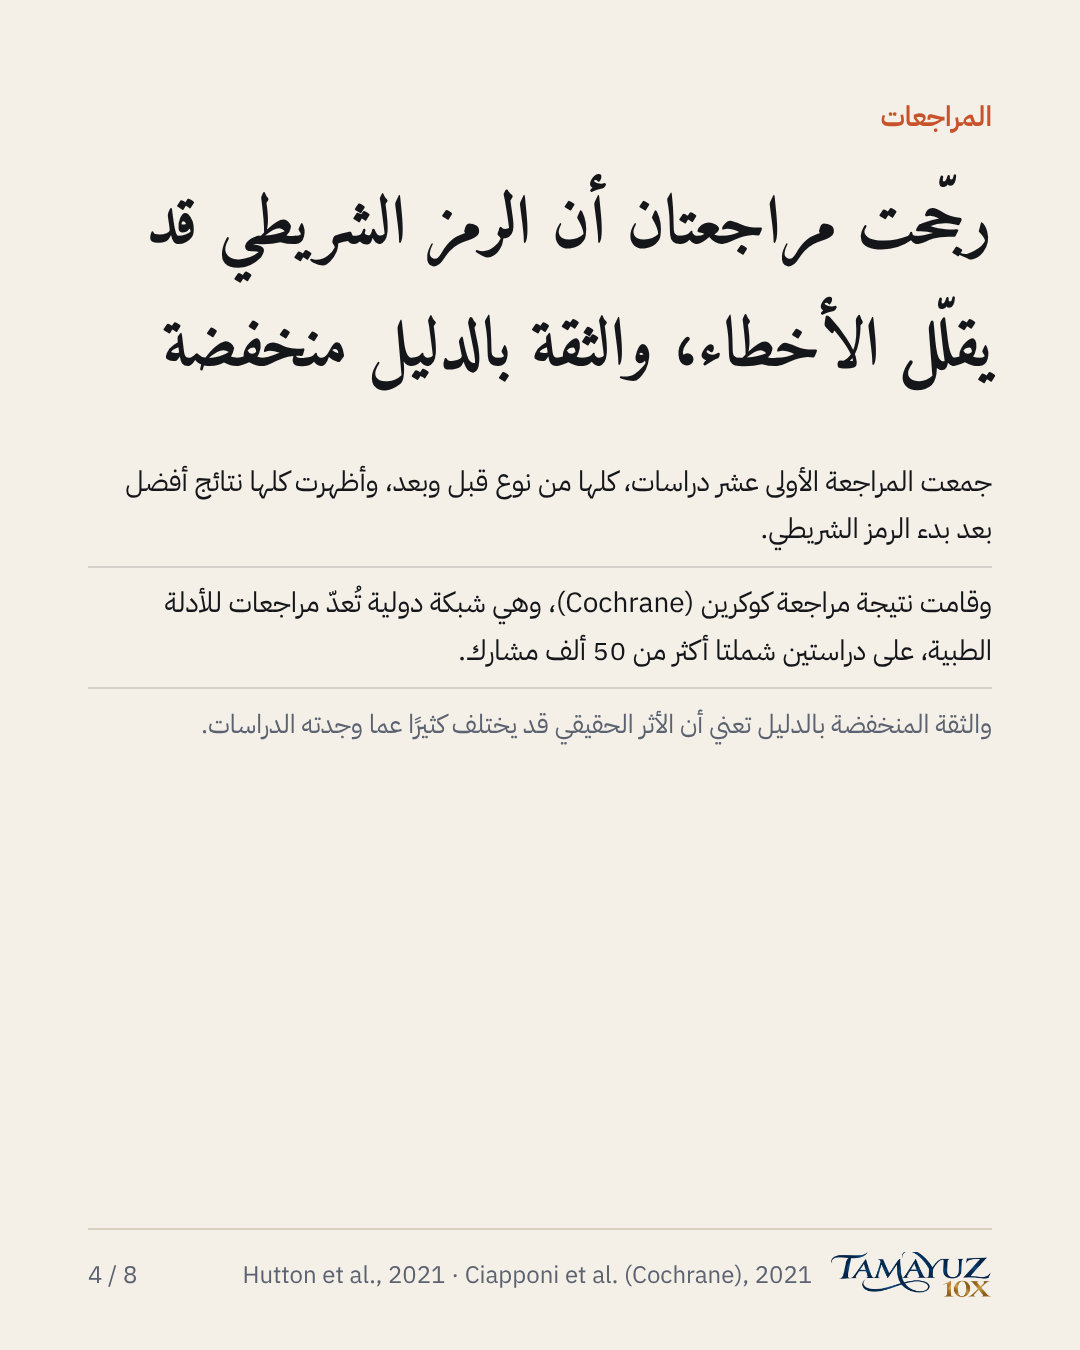 المراجعات
رجّحت مراجعتان أن الرمز الشريطي قد
يقلّل الأخطاء، والثقة بالدليل منخفضة
جمعت المراجعة الأولى عشر دراسات، كلها من نوع قبل وبعد، وأظهرت كلها نتائج أفضل
بعد بدء الرمز الشريطي.
وقامت نتيجة مراجعة كوكرين (Cochrane)، وهي شبكة دولية تُعدّ مراجعات للأدلة
الطبية، على دراستين شملتا أكثر من 50 ألف مشارك.
والثقة المنخفضة بالدليل تعني أن الأثر الحقيقي قد يختلف كثيرًا عما وجدته الدراسات.
TAMAYUZ
10X
Hutton et al., 2021 · Ciapponi et al. (Cochrane), 2021
4 / 8